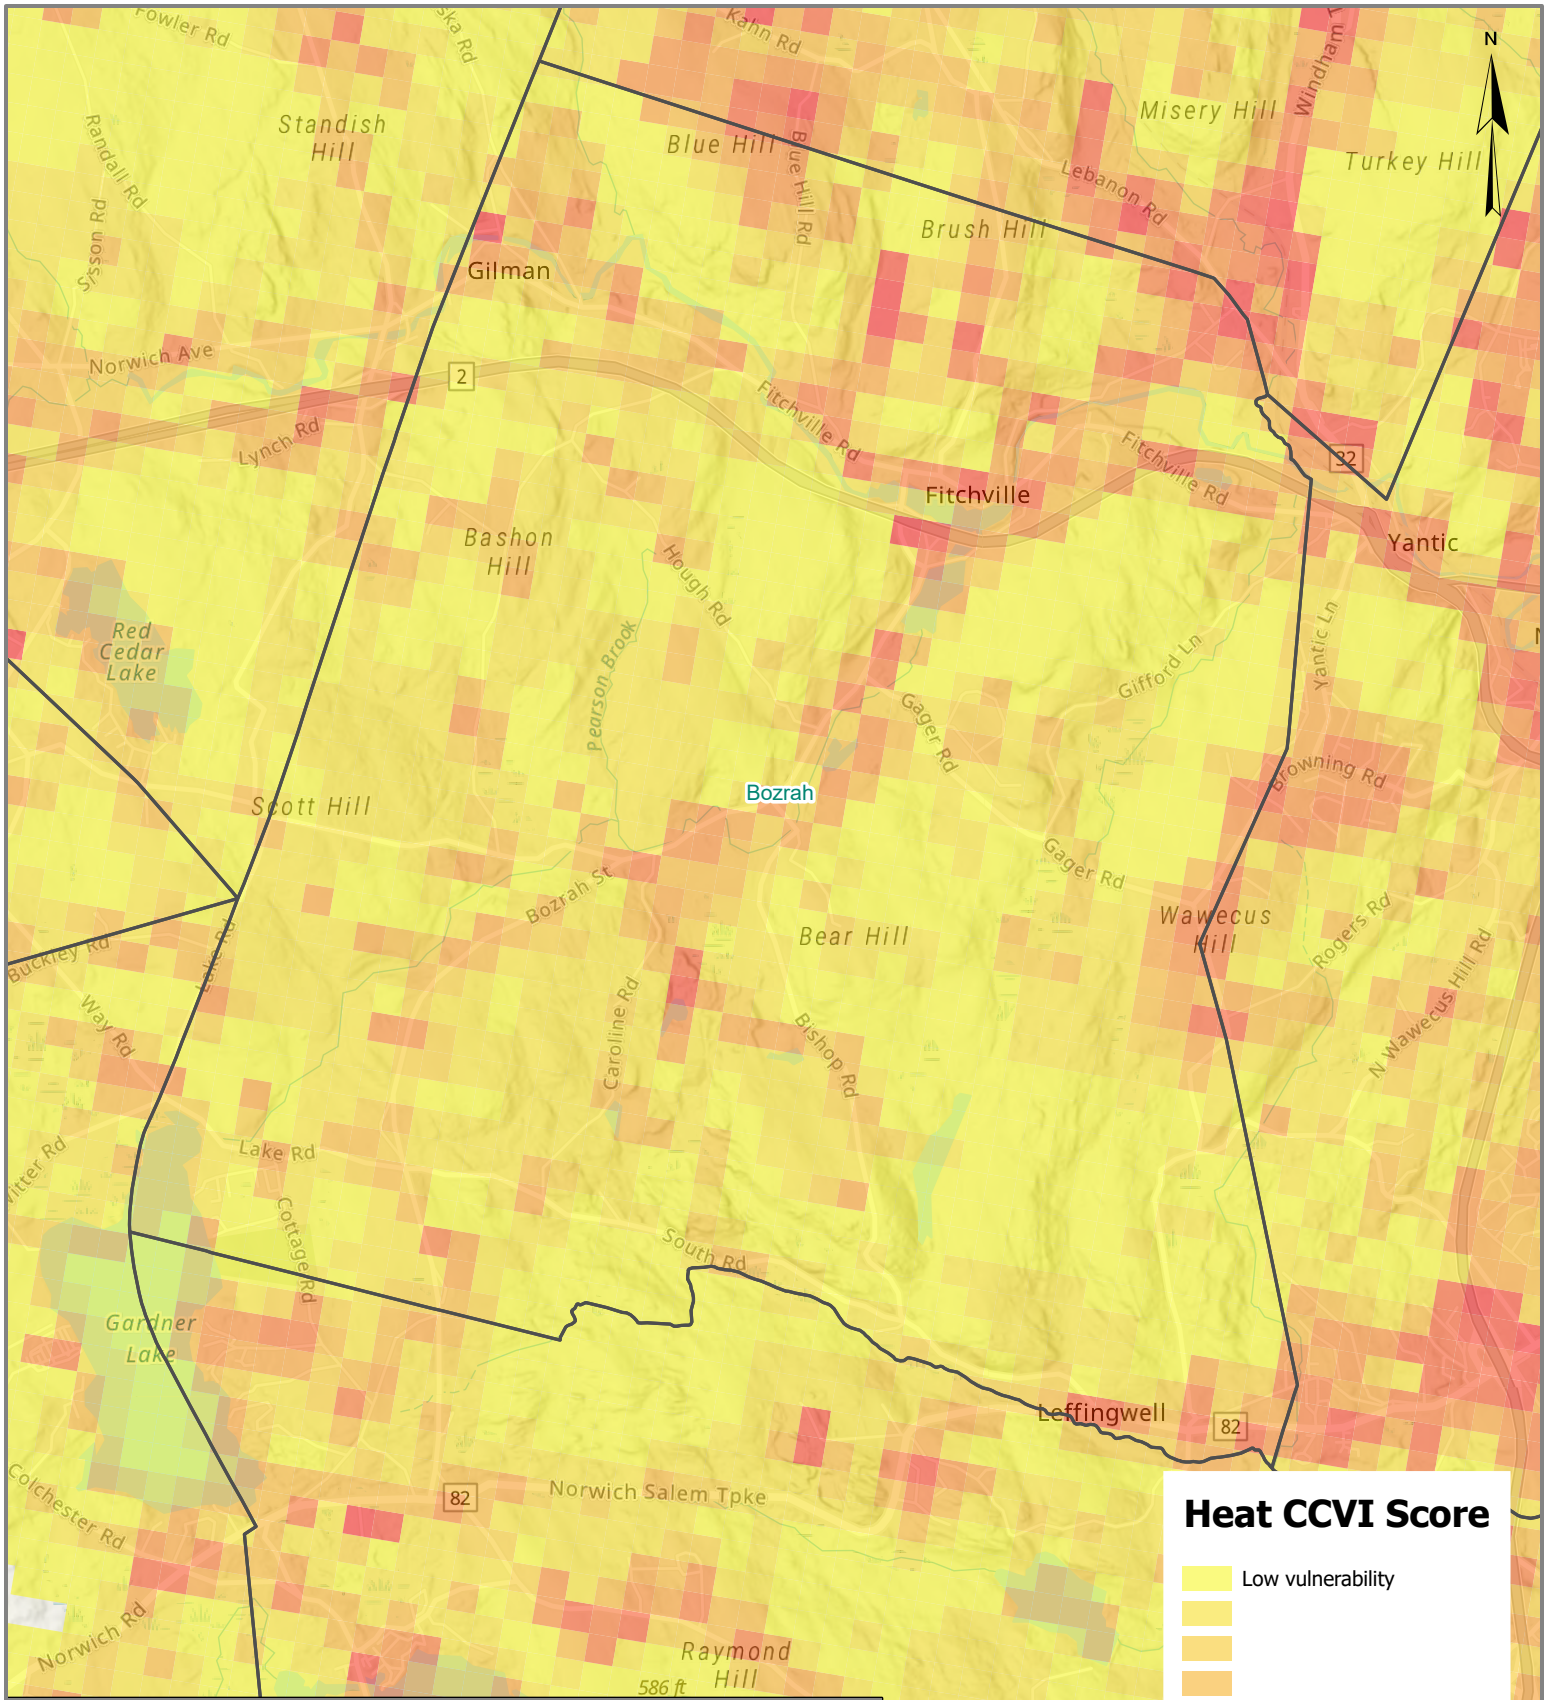 Fowler Rd
ska Rd
Kahn Rd
Windham T
N
Standish
Hill
Randall Rd
Sisson Rd
Blue Hill
Blue Hill Rd
Misery Hill
Turkey Hill
Lebanon Rd
Brush Hill
Gilman
Norwich Ave
2
Lynch Rd
Fitchville Rd
Fitchville Rd
32
Fitchville
Yantic
Bashon
Hill
Hough Rd
Red
Cedar
Lake
Pearson Brook
Gifford Ln
Yantic Ln
N
Gager Rd
Browning Rd
Bozrah
Scott Hill
Gager Rd
Bozrah St
Wawecus
Hill
Rogers Rd
Bear Hill
Buckley Rd
Lake Rd
N Wawecus Hill Rd
Way Rd
Caroline Rd
Bishop Rd
Witter Rd
Lake Rd
Cottage Rd
South Rd
Gardner
Lake
Leffingwell
82
82
Norwich Salem Tpke
Colchester Rd
Norwich Rd
Raymond
Hill
586 ft
Heat CCVI Score
Low vulnerability